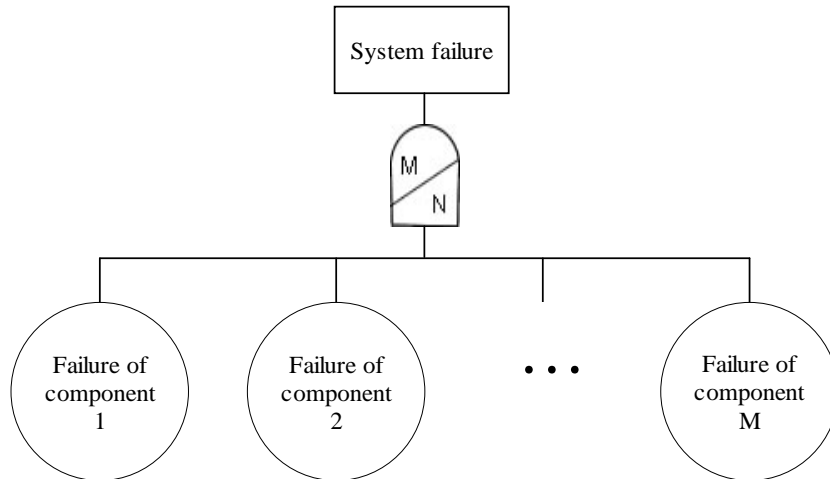 System failure
M
N
Failure of
component
1
Failure of
component
2
• • •
Failure of
component
M